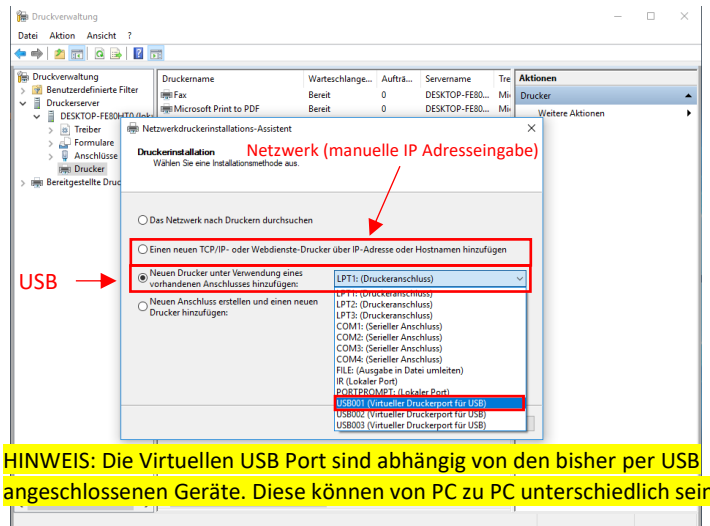 Druckverwaltung
Datei Aktion Ansicht ?
Druckverwaltung
Benutzerdefinierte Filter
Druckerserver
DESKTOP-FE80HT0 (loka
Treiber
Formulare
Anschlüsse
Drucker
Bereitgestellte Druc
Druckername Warteschlange... Aufträ... Servername Tre
Fax Bereit 0 DESKTOP-FE80... Mi
Microsoft Print to PDF Bereit 0 DESKTOP-FE80... Mi
Aktionen
Drucker
Weitere Aktionen
Netzwerkdruckerinstallations-Assistent
Druckerinstallation
Wählen Sie eine Installationsmethode aus.
Netzwerk (manuelle IP Adresseingabe)
Das Netzwerk nach Druckern durchsuchen
Einen neuen TCP/IP- oder Webdienste-Drucker über IP-Adresse oder Hostnamen hinzufügen
USB
Neuen Drucker unter Verwendung eines
vorhandenen Anschlusses hinzufügen:
LPT1: (Druckeranschluss)
Neuen Anschluss erstellen und einen neuen
Drucker hinzufügen:
LPT1: (Druckeranschluss)
LPT2: (Druckeranschluss)
LPT3: (Druckeranschluss)
COM1: (Serieller Anschluss)
COM2: (Serieller Anschluss)
COM3: (Serieller Anschluss)
COM4: (Serieller Anschluss)
FILE: (Ausgabe in Datei umleiten)
IR (Lokaler Port)
PORTPROMPT: (Lokaler Port)
USB001 (Virtueller Druckerport für USB)
USB002 (Virtueller Druckerport für USB)
USB003 (Virtueller Druckerport für USB)
HINWEIS: Die Virtuellen USB Port sind abhängig von den bisher per USB
angeschlossenen Geräte. Diese können von PC zu PC unterschiedlich sein